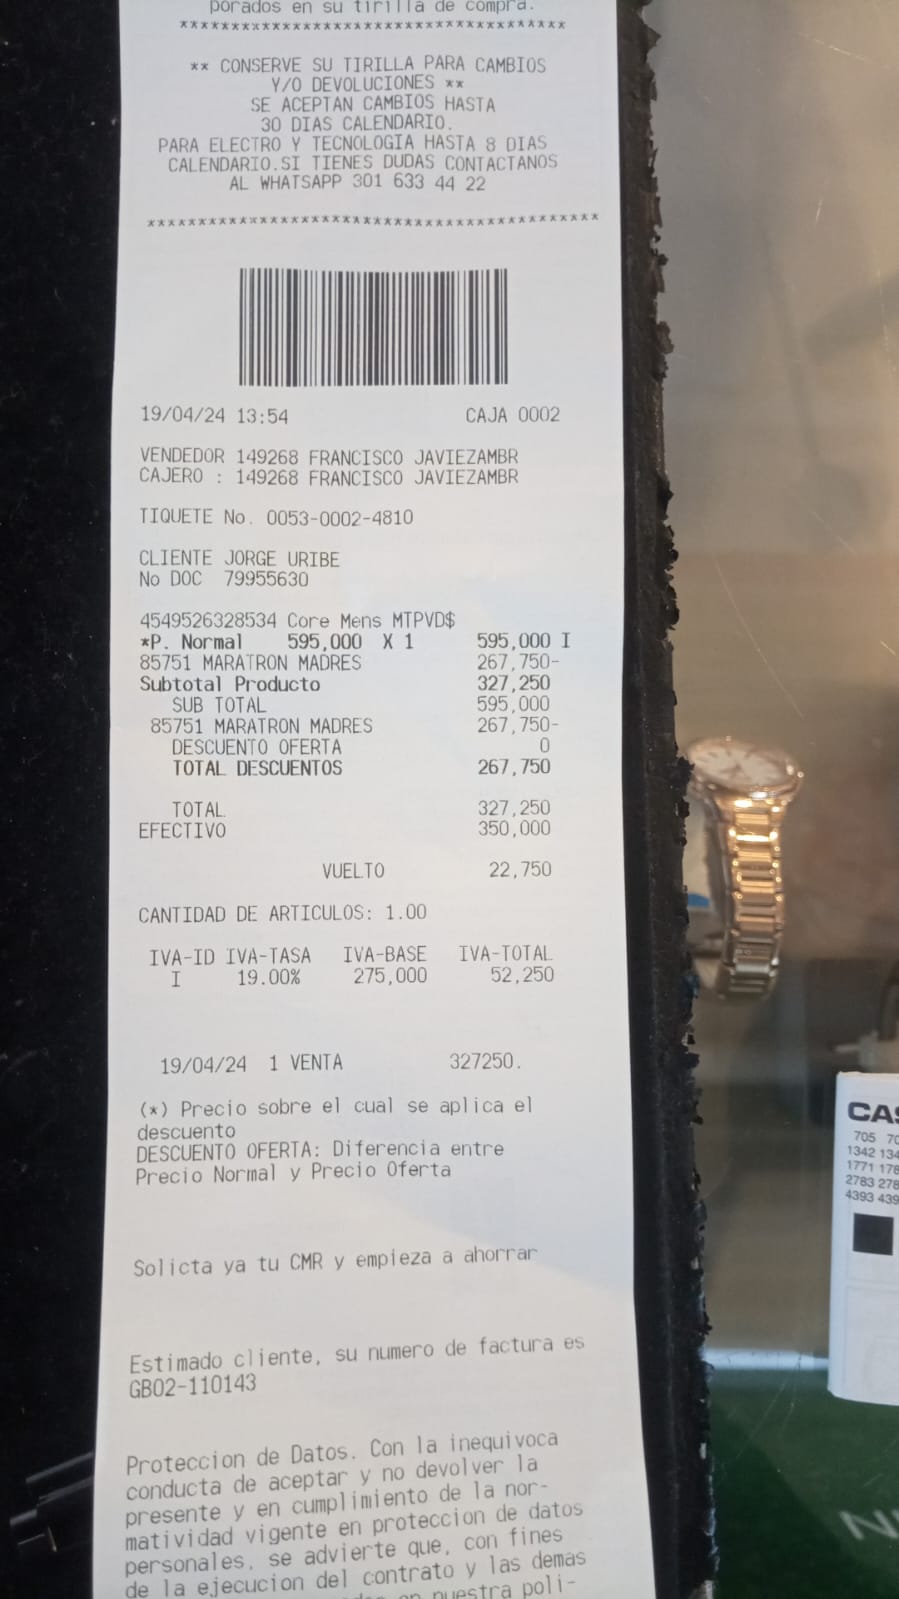 porados en su tirilla de compra.
**************************************
** CONSERVE SU TIRILLA PARA CAMBIOS
Y/O DEVOLUCIONES **
SE ACEPTAN CAMBIOS HASTA
30 DIAS CALENDARIO.
PARA ELECTRO Y TECNOLOGIA HASTA 8 DIAS
CALENDARIO.SI TIENES DUDAS CONTACTANOS
AL WHATSAPP 301 633 44 22
********************************************
19/04/24 13:54 CAJA 0002
VENDEDOR 149268 FRANCISCO JAVIEZAMBR
CAJERO : 149268 FRANCISCO JAVIEZAMBR
TIQUETE No. 0053-0002-4810
CLIENTE JORGE URIBE
No DOC 79955630
4549526328534 Core Mens MTPVD$
*P. Normal 595,000 X 1 595,000 I
85751 MARATRON MADRES 267,750-
Subtotal Producto 327,250
SUB TOTAL 595,000
85751 MARATRON MADRES 267,750-
DESCUENTO OFERTA 0
TOTAL DESCUENTOS 267,750
TOTAL 327,250
EFECTIVO 350,000
VUELTO 22,750
CANTIDAD DE ARTICULOS: 1.00
IVA-ID IVA-TASA IVA-BASE IVA-TOTAL
I 19.00% 275,000 52,250
19/04/24 1 VENTA 327250.
(*) Precio sobre el cual se aplica el
descuento
DESCUENTO OFERTA: Diferencia entre
Precio Normal y Precio Oferta
Solicta ya tu CMR y empieza a ahorrar
Estimado cliente, su numero de factura es
GB02-110143
Proteccion de Datos. Con la inequivoca
conducta de aceptar y no devolver la
presente y en cumplimiento de la nor-
matividad vigente en proteccion de datos
personales, se advierte que, con fines
de la ejecucion del contrato y las demas
en nuestra poli-
CAS
705 70
1342 134
1771 178
2783 278
4393 439